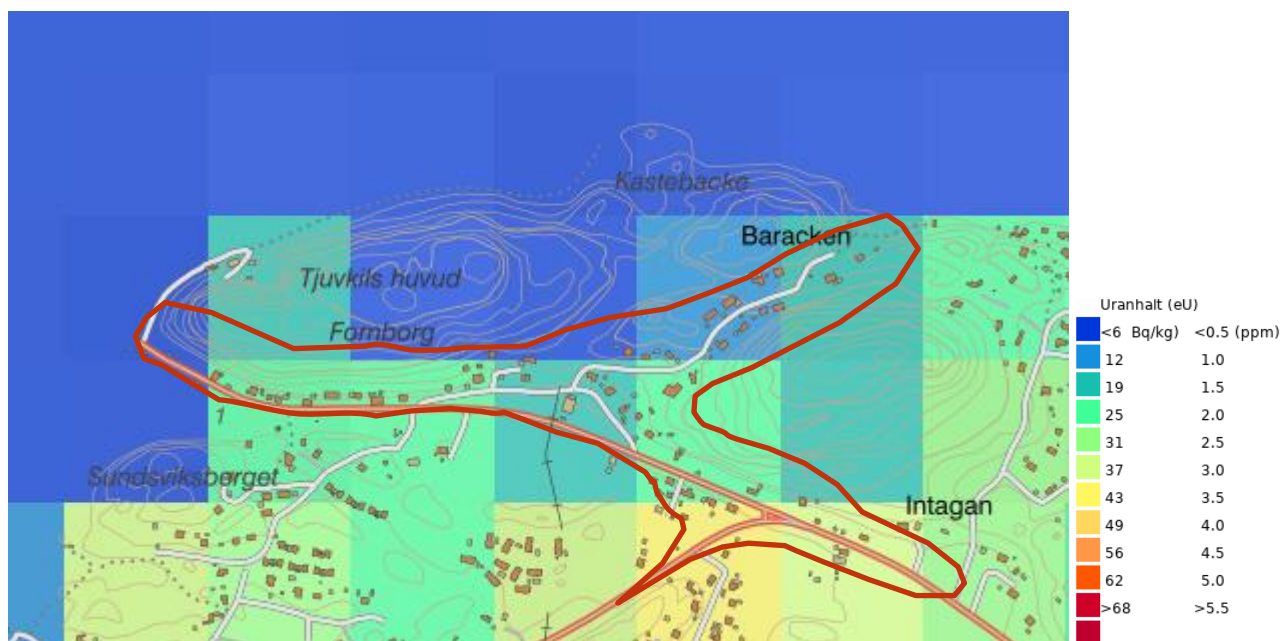 Kastebacke
Baracken
Tjuvkils huvud
Fornborg
1
Sundsviksberget
Intagan
Uranhalt (eU)
<6 Bq/kg) <0.5 (ppm)
12 1.0
19 1.5
25 2.0
31 2.5
37 3.0
43 3.5
49 4.0
56 4.5
62 5.0
>68 >5.5